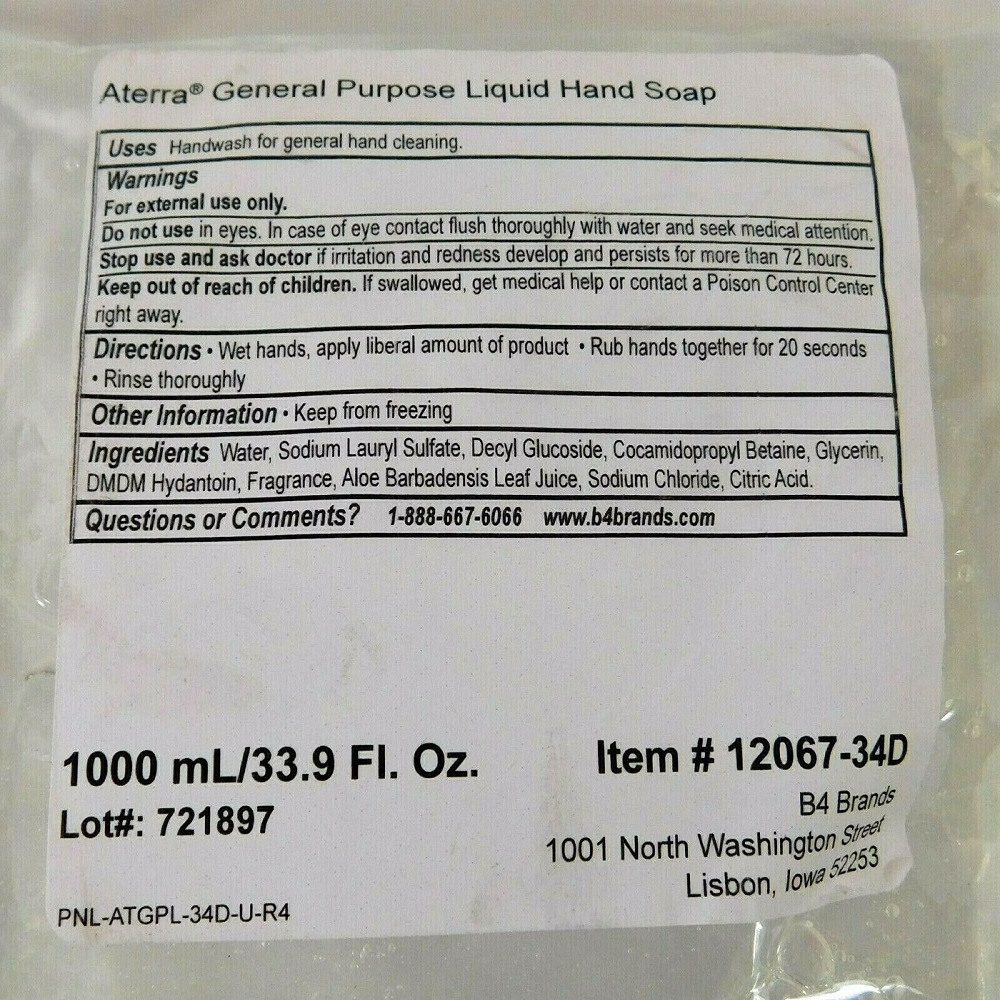 Aterra® General Purpose Liquid Hand Soap
Uses Handwash for general hand cleaning.
Warnings
For external use only.
Do not use in eyes. In case of eye contact flush thoroughly with water and seek medical attention.
Stop use and ask doctor if irritation and redness develop and persists for more than 72 hours.
Keep out of reach of children. If swallowed, get medical help or contact a Poison Control Center
right away.
Directions • Wet hands, apply liberal amount of product • Rub hands together for 20 seconds
• Rinse thoroughly
Other Information • Keep from freezing
Ingredients Water, Sodium Lauryl Sulfate, Decyl Glucoside, Cocamidopropyl Betaine, Glycerin,
DMDM Hydantoin, Fragrance, Aloe Barbadensis Leaf Juice, Sodium Chloride, Citric Acid.
Questions or Comments? 1-888-667-6066 www.b4brands.com
1000 mL/33.9 Fl. Oz.
Lot#: 721897
Item # 12067-34D
B4 Brands
1001 North Washington Street
Lisbon, Iowa 52253
PNL-ATGPL-34D-U-R4